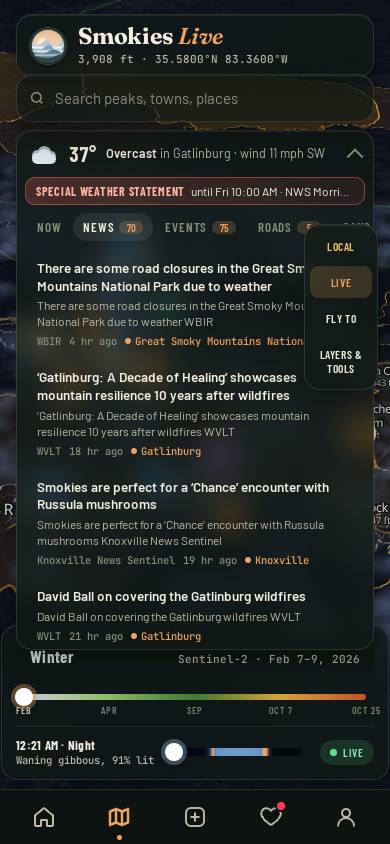 Smokies Live
3,908 ft · 35.5800°N 83.3600°W
Search peaks, towns, places
37° Overcast in Gatlinburg · wind 11 mph SW
SPECIAL WEATHER STATEMENT until Fri 10:00 AM · NWS Morri...
NOW NEWS 70 EVENTS 75 ROADS
LOCAL
LIVE
FLY TO
LAYERS &
TOOLS
There are some road closures in the Great Sm
Mountains National Park due to weather
There are some road closures in the Great Smoky Moun
National Park due to weather WBIR
WBIR 4 hr ago Great Smoky Mountains Nation
‘Gatlinburg: A Decade of Healing’ showcases
mountain resilience 10 years after wildfires
‘Gatlinburg: A Decade of Healing’ showcases mountain
resilience 10 years after wildfires WVLT
WVLT 18 hr ago Gatlinburg
Smokies are perfect for a ‘Chance’ encounter with
Russula mushrooms
Smokies are perfect for a ‘Chance’ encounter with Russula
mushrooms Knoxville News Sentinel
Knoxville News Sentinel 19 hr ago Knoxville
David Ball on covering the Gatlinburg wildfires
David Ball on covering the Gatlinburg wildfires WVLT
WVLT 21 hr ago Gatlinburg
Winter Sentinel-2 · Feb 7–9, 2026
FEB APR SEP OCT 7 OCT 25
12:21 AM · Night
Waning gibbous, 91% lit
LIVE